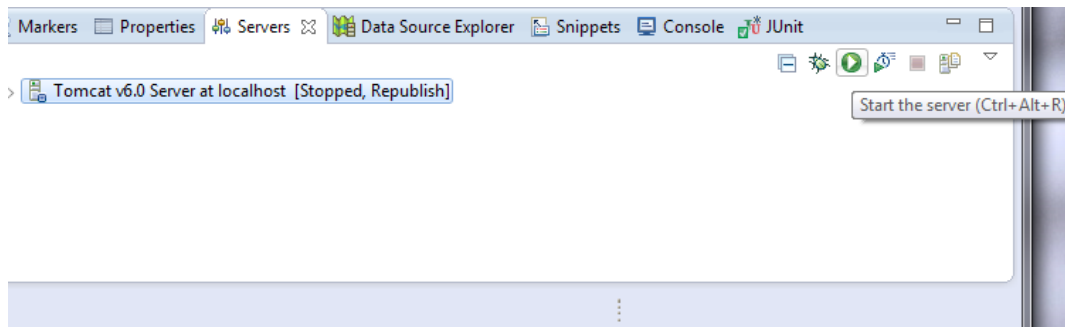 Markers Properties Servers Data Source Explorer Snippets Console JUnit
Tomcat v6.0 Server at localhost [Stopped, Republish]
Start the server (Ctrl+Alt+R)